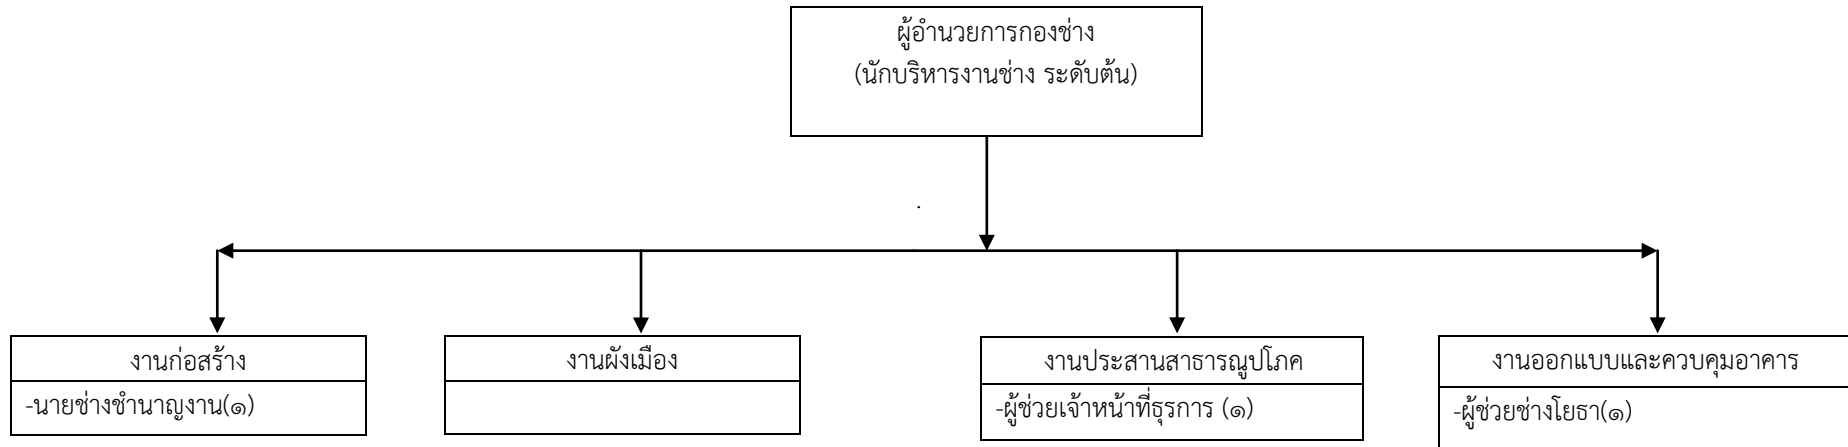 ผู้อำนวยการกองช่าง
(นักบริหารงานช่าง ระดับต้น)
งานก่อสร้าง
-นายช่างชำนาญงาน(๑)
งานผังเมือง
งานประสานสาธารณูปโภค
-ผู้ช่วยเจ้าหน้าที่ธุรการ (๑)
งานออกแบบและควบคุมอาคาร
-ผู้ช่วยช่างโยธา(๑)